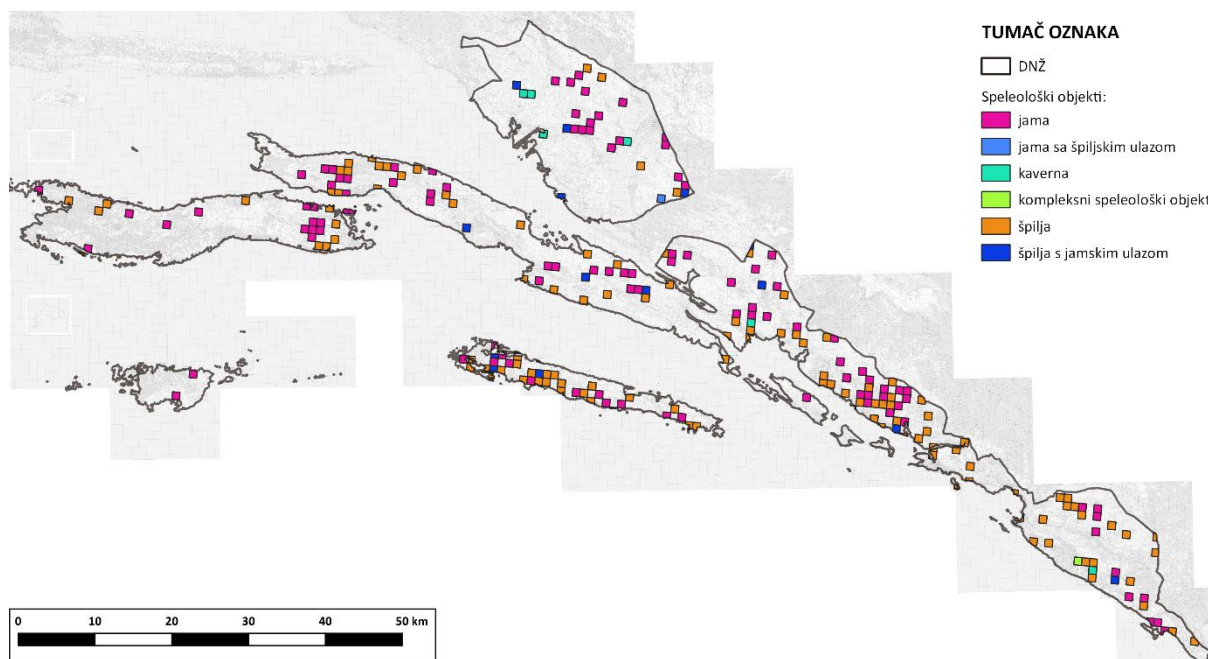 TUMAČ OZNAKA
DNŽ
Speleološki objekti:
jama
jama sa špiljskim ulazom
kaverna
kompleksni speleološki objekt
špilja
špilja s jamskim ulazom
0 10 20 30 40 50 km